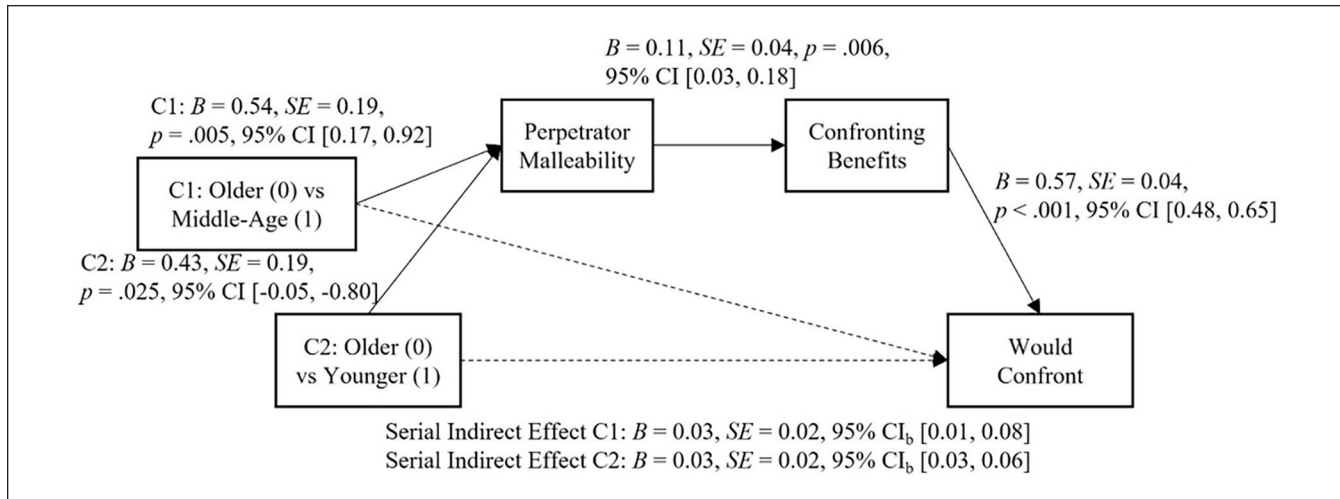 B = 0.11, SE = 0.04, p = .006,
95% CI [0.03, 0.18]
C1: B = 0.54, SE = 0.19,
p = .005, 95% CI [0.17, 0.92]
Perpetrator
Malleability
Confronting
Benefits
C1: Older (0) vs
Middle-Age (1)
B = 0.57, SE = 0.04,
p < .001, 95% CI [0.48, 0.65]
C2: B = 0.43, SE = 0.19,
p = .025, 95% CI [-0.05, -0.80]
C2: Older (0)
vs Younger (1)
Would
Confront
Serial Indirect Effect C1: B = 0.03, SE = 0.02, 95% CIb [0.01, 0.08]
Serial Indirect Effect C2: B = 0.03, SE = 0.02, 95% CIb [0.03, 0.06]